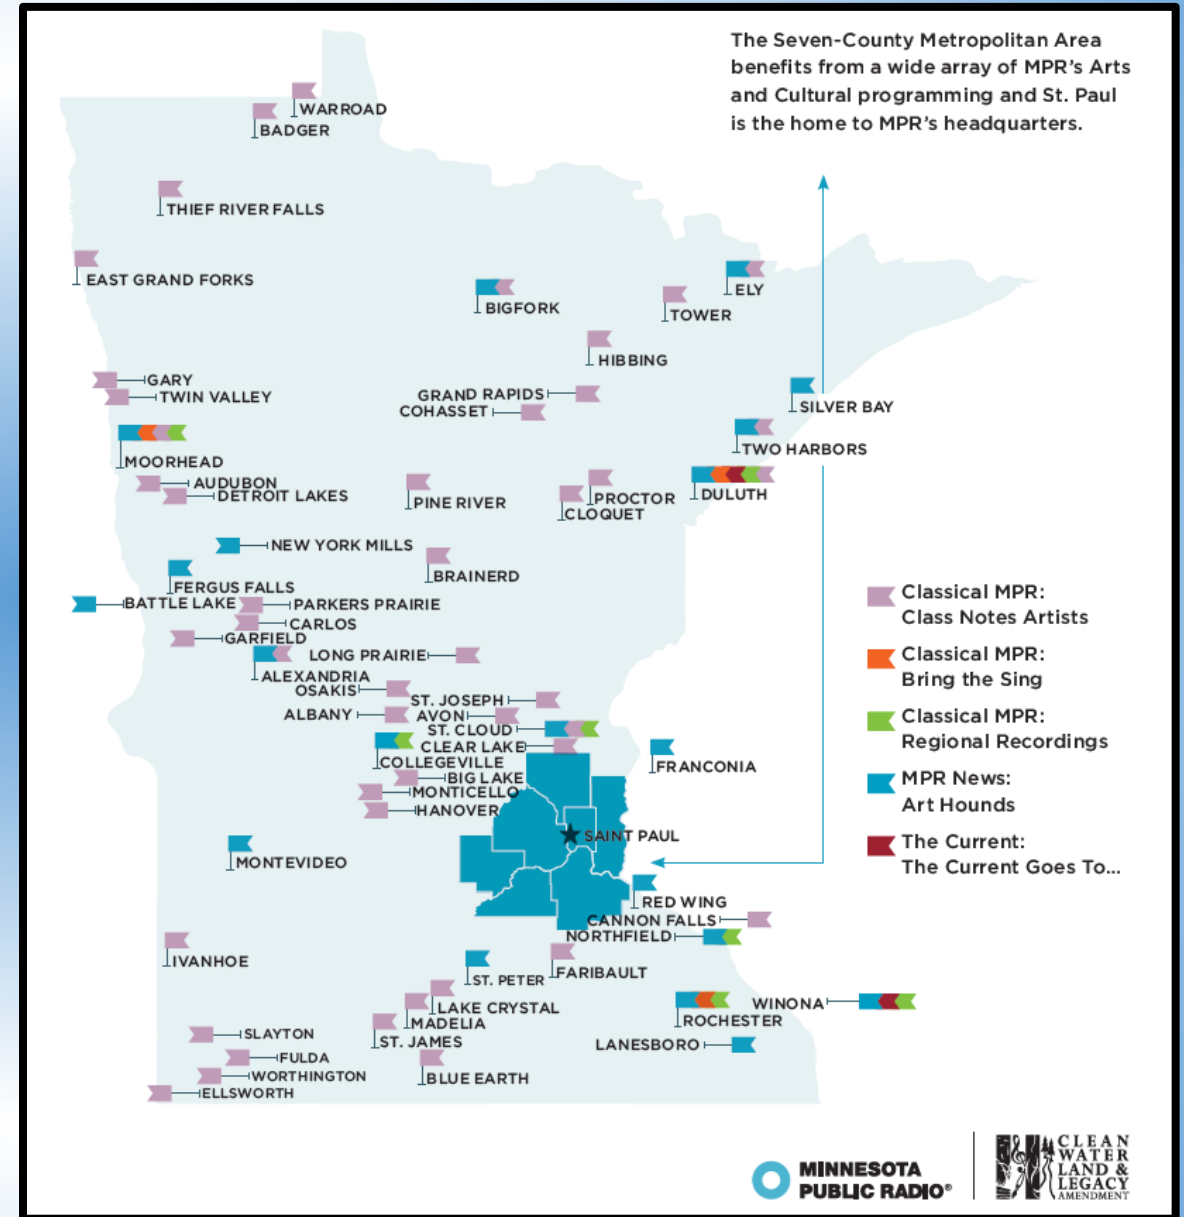 The Seven-County Metropolitan Area
benefits from a wide array of MPR's Arts
and Cultural programming and St. Paul
is the home to MPR's headquarters.
WARROAD
BADGER
THIEF RIVER FALLS
EAST GRAND FORKS
ELY
BIGFORK
TOWER
HIBBING
GARY
TWIN VALLEY
GRAND RAPIDS
COHASSET
SILVER BAY
TWO HARBORS
MOORHEAD
AUDUBON
DETROIT LAKES
PINE RIVER
PROCTOR
CLOQUET
DULUTH
NEW YORK MILLS
BRAINERD
FERGUS FALLS
BATTLE LAKE
PARKERS PRAIRIE
CARLOS
GARFIELD
LONG PRAIRIE
ALEXANDRIA
OSAKIS
ST. JOSEPH
ALBANY
AVON
ST. CLOUD
CLEAR LAKE
COLLEGEVILLE
FRANCONIA
BIG LAKE
MONTICELLO
HANOVER
SAINT PAUL
MONTEVIDEO
RED WING
CANNON FALLS
NORTHFIELD
IVANHOE
FARIBAULT
ST. PETER
LAKE CRYSTAL
MADELIA
ST. JAMES
ROCHESTER
WINONA
LANESBORO
SLAYTON
FULDA
WORTHINGTON
ELLSWORTH
BLUE EARTH
Classical MPR:
Class Notes Artists
Classical MPR:
Bring the Sing
Classical MPR:
Regional Recordings
MPR News:
Art Hounds
The Current:
The Current Goes To...
MINNESOTA
PUBLIC RADIO®
CLEAN
WATER
LAND &
LEGACY
AMENDMENT